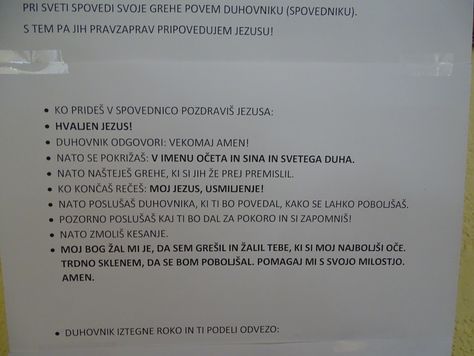 PRI SVETI SPOVEDI SVOJE GREHE POVEM DUHOVNIKU (SPOVEDNIKU).
S TEM PA JIH PRAVZAPRAV PRIPOVEDUJEM JEZUSU!
• KO PRIDEŠ V SPOVEDNICO POZDRAVIŠ JEZUSA:
• HVALJEN JEZUS!
• DUHOVNIK ODGOVORI: VEKOMAJ AMEN!
• NATO SE POKRIŽAŠ: V IMENU OČETA IN SINA IN SVETEGA DUHA.
• NATO NAŠTEJEŠ GREHE, KI SI JIH ŽE PREJ PREMISLIL.
• KO KONČAŠ REČEŠ: MOJ JEZUS, USMILJENJE!
• NATO POSLUŠAŠ DUHOVNIKA, KI TI BO POVEDAL, KAKO SE LAHKO POBOLJŠAŠ.
• POZORNO POSLUŠAŠ KAJ TI BO DAL ZA POKORO IN SI ZAPOMNIŠ!
• NATO ZMOLIŠ KESANJE.
• MOJ BOG ŽAL MI JE, DA SEM GREŠIL IN ŽALIL TEBE, KI SI MOJ NAJBOLJŠI OČE.
TRDNO SKLENEM, DA SE BOM POBOLJŠAL. POMAGAJ MI S SVOJO MILOSTJO.
AMEN.
• DUHOVNIK IZTEGNE ROKO IN TI PODELI ODVEZO: